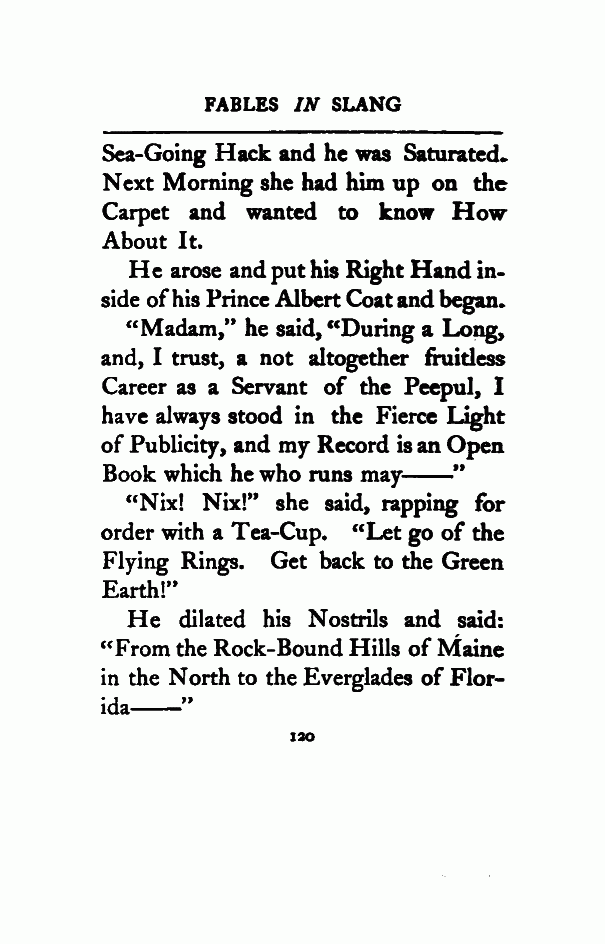 FABLES IN SLANG
Sea-Going Hack and he was Saturated.
Next Morning she had him up on the
Carpet and wanted to know How
About It.
He arose and put his Right Hand in-
side of his Prince Albert Coat and began.
“Madam,” he said, “During a Long,
and, I trust, a not altogether fruitless
Career as a Servant of the Peepul, I
have always stood in the Fierce Light
of Publicity, and my Record is an Open
Book which he who runs may——”
“Nix! Nix!” she said, rapping for
order with a Tea-Cup. “Let go of the
Flying Rings. Get back to the Green
Earth!”
He dilated his Nostrils and said:
“From the Rock-Bound Hills of Maine
in the North to the Everglades of Flor-
ida——”
120